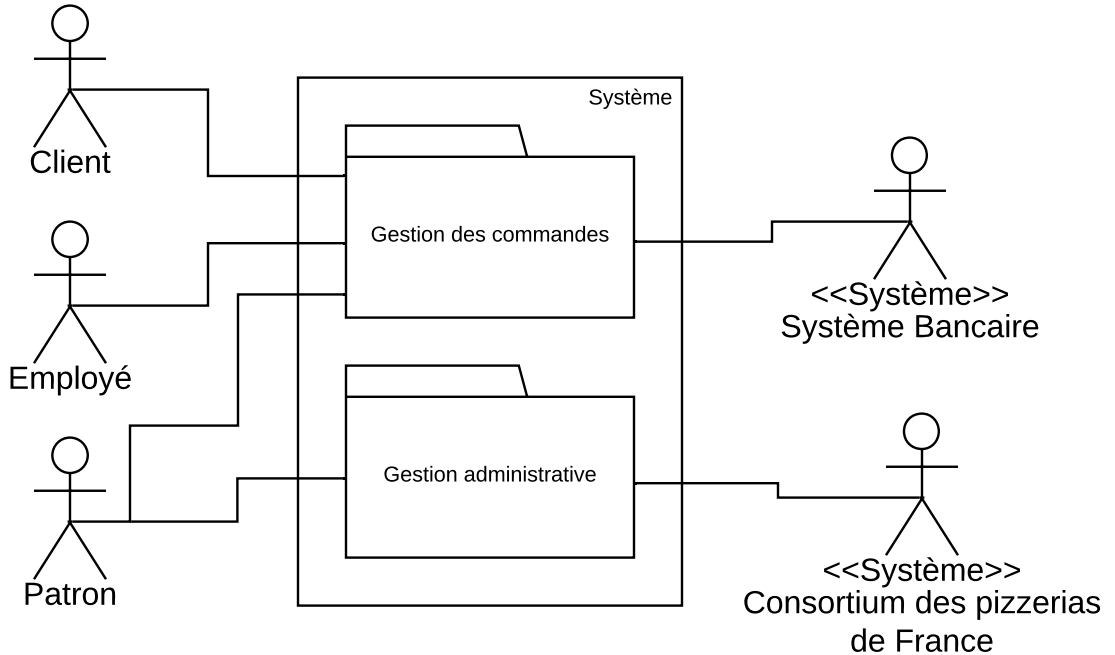 Système
Client
Gestion des commandes
<<Système>>
Système Bancaire
Employé
Gestion administrative
<<Système>>
Consortium des pizzerias
de France
Patron